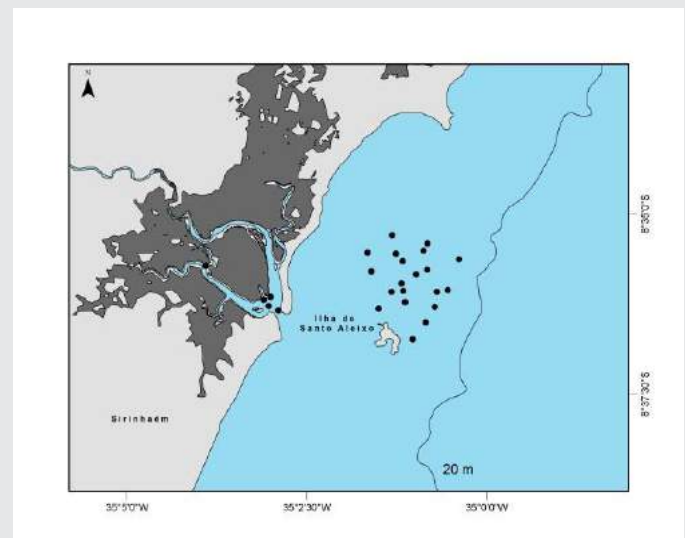 N
8°35'0"S
Ilha de
Santo Aleixo
8°37'30"S
Sirinhaém
20 m
35°5'0"W
35°2'30"W
35°0'0"W